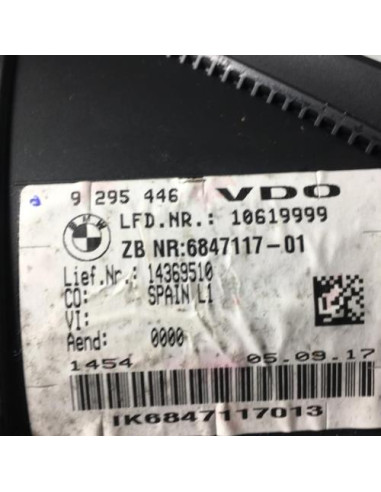 9 295 446 VDO
BMW
LFD.NR.: 10619999
ZB NR:6847117-01
Lief.Nr.: 14369510
CO: SPAIN L1
VI:
Aend: 0000
1454 05.09.17
IK6847117013